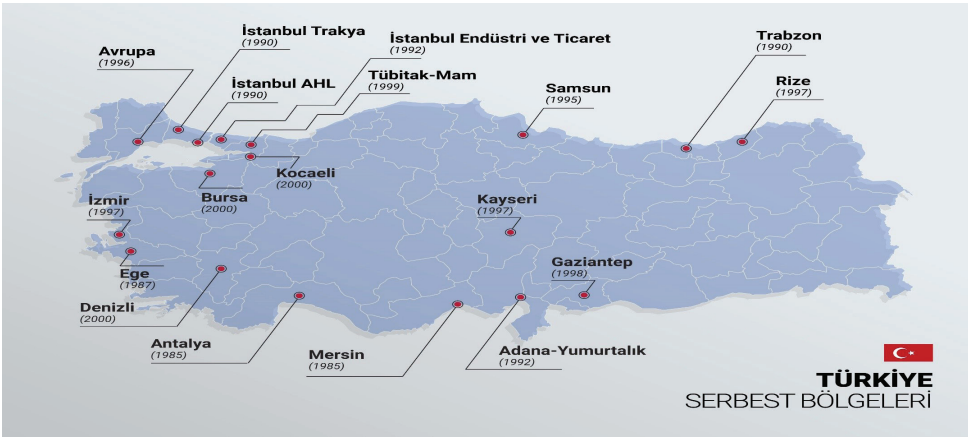 İstanbul Trakya
(1990)
İstanbul Endüstri ve Ticaret
(1992)
Trabzon
(1990)
Avrupa
(1996)
İstanbul AHL
(1990)
Tübitak-Mam
(1999)
Samsun
(1995)
Rize
(1997)
Kocaeli
(2000)
Bursa
(2000)
İzmir
(1997)
Kayseri
(1997)
Ege
(1987)
Gaziantep
(1998)
Denizli
(2000)
Antalya
(1985)
Mersin
(1985)
Adana-Yumurtalık
(1992)
TÜRKİYE
SERBEST BÖLGELERİ